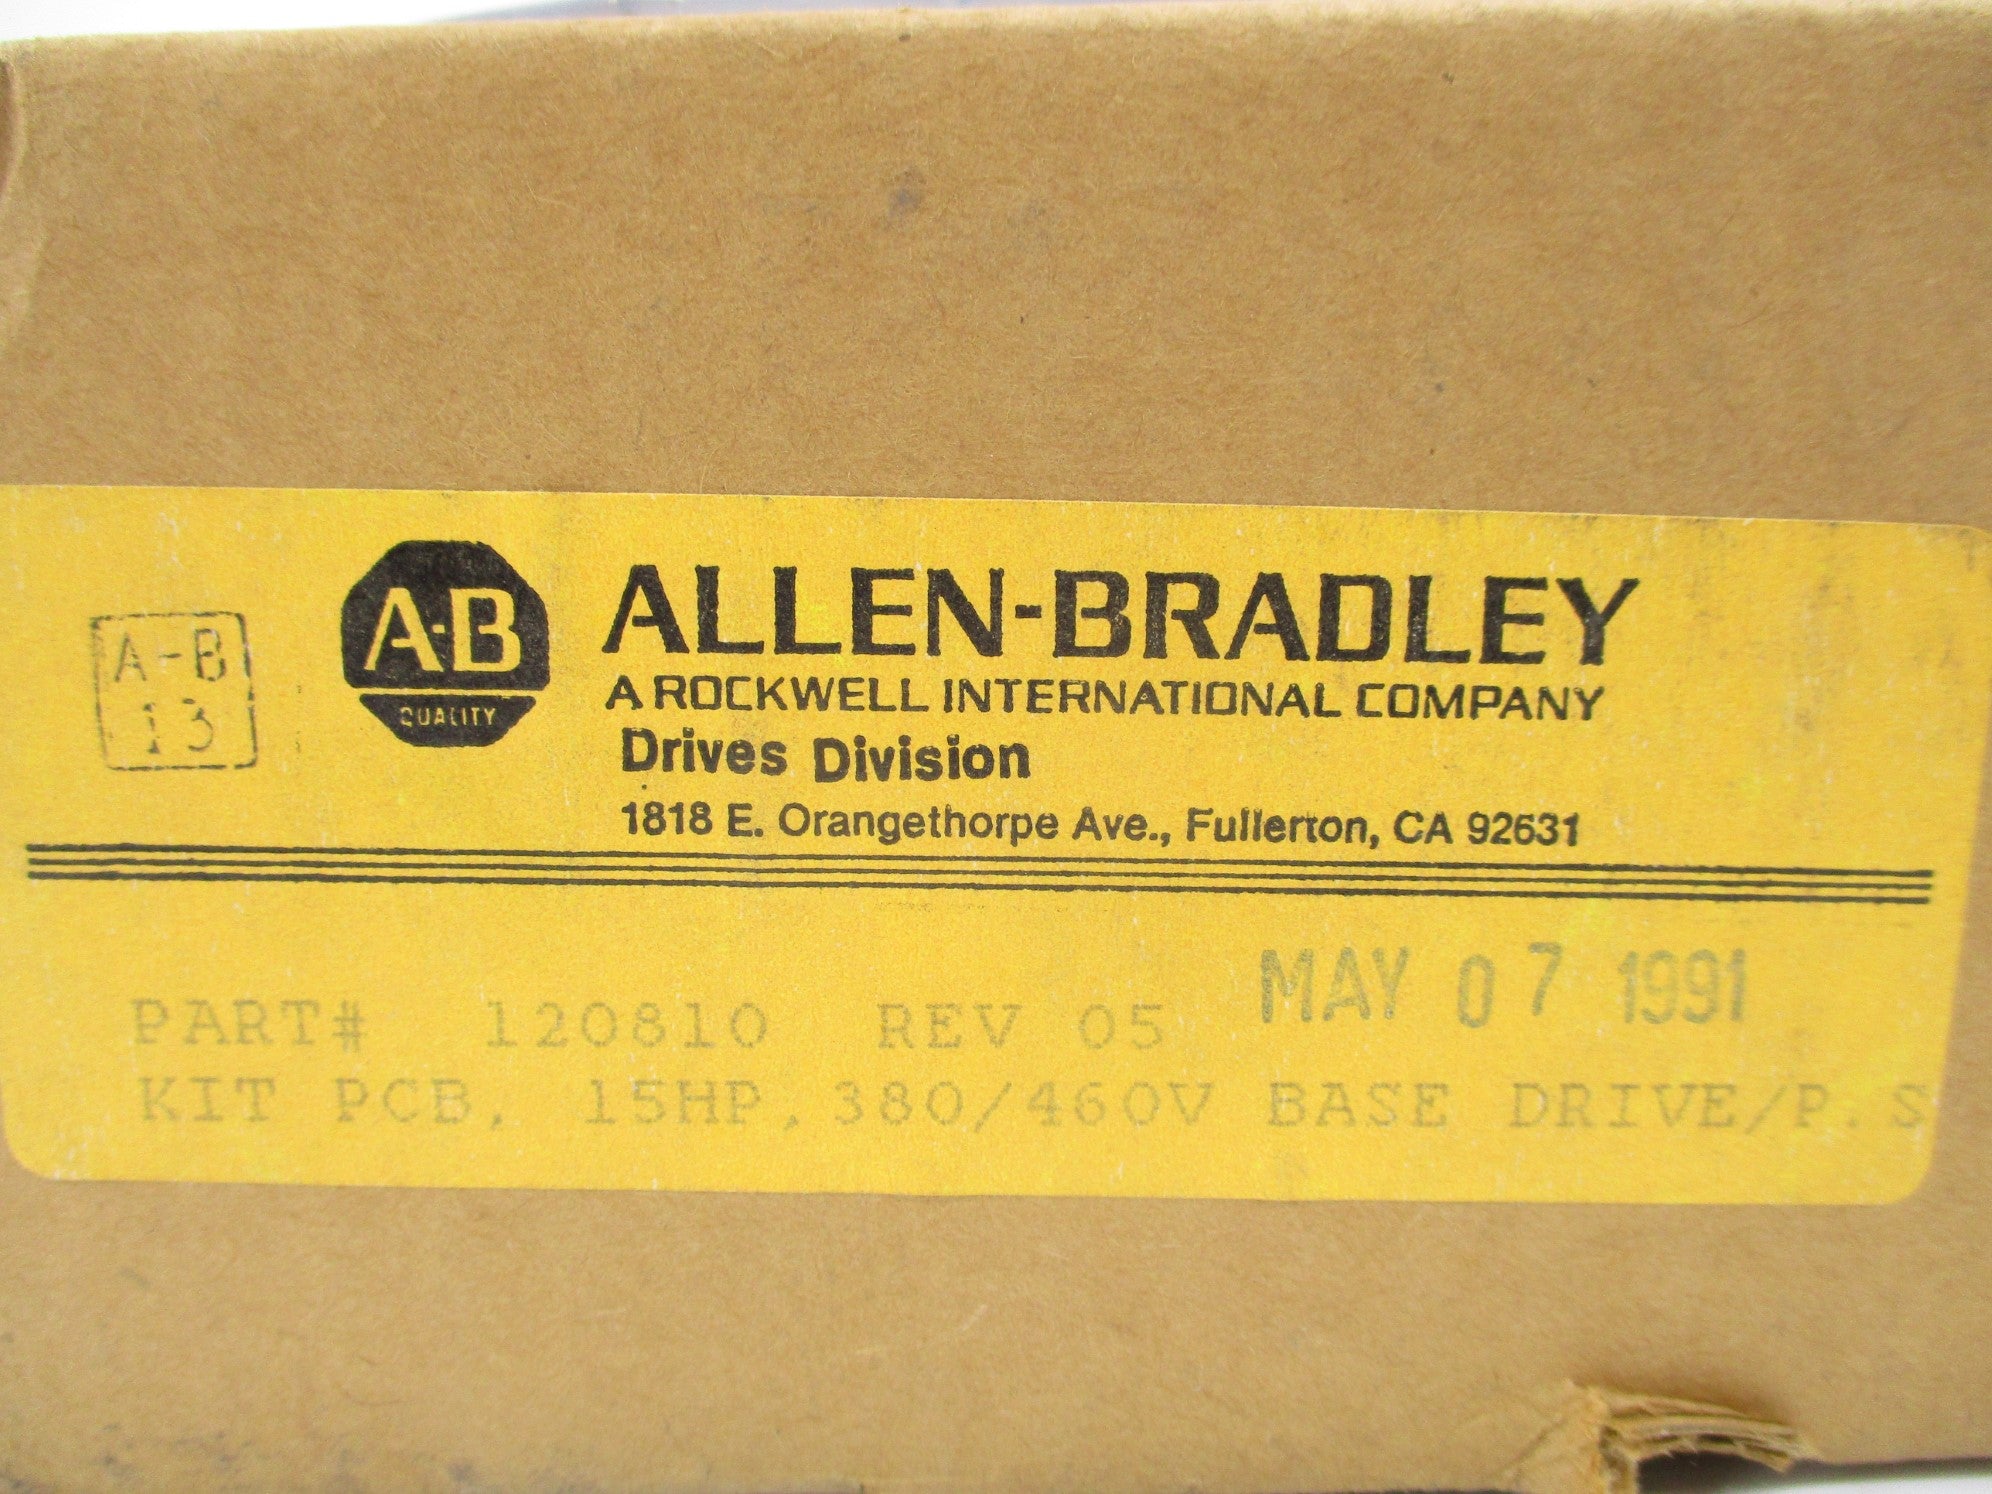 A-B
13
A-B
QUALITY
ALLEN-BRADLEY
A ROCKWELL INTERNATIONAL COMPANY
Drives Division
1818 E. Orangethorpe Ave., Fullerton, CA 92631
MAY 07 1991
PART# 120810 REV 05
KIT PCB, 15HP, 380/460V BASE DRIVE/P.S